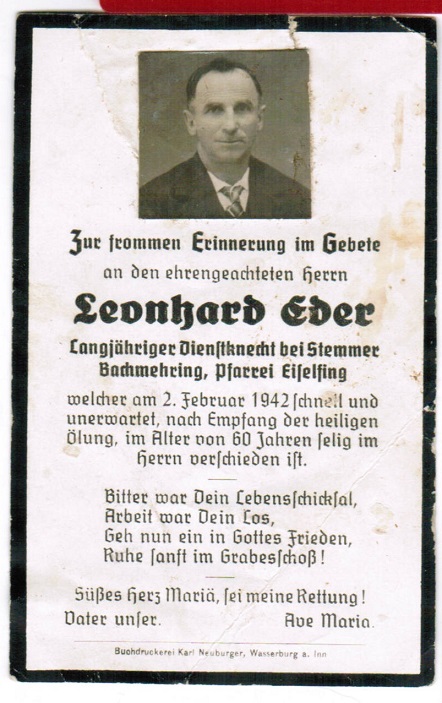 Zur frommen Erinnerung im Gebete
an den ehrengeachteten Herrn
Leonhard Eder
Langjähriger Dienstknecht bei Stemmer
Bachmehring, Pfarrei Eiselfing
welcher am 2. Februar 1942 schnell und
unerwartet, nach Empfang der heiligen
Ölung, im Alter von 60 Jahren selig im
Herrn verschieden ist.
Bitter war Dein Lebensschicksal,
Arbeit war Dein Los,
Geh nun ein in Gottes Frieden,
Ruhe sanft im Grabesschoß!
Süßes Herz Mariä, sei meine Rettung!
Vater unser. Ave Maria.
Buchdruckerei Karl Neuburger, Wasserburg a. Inn